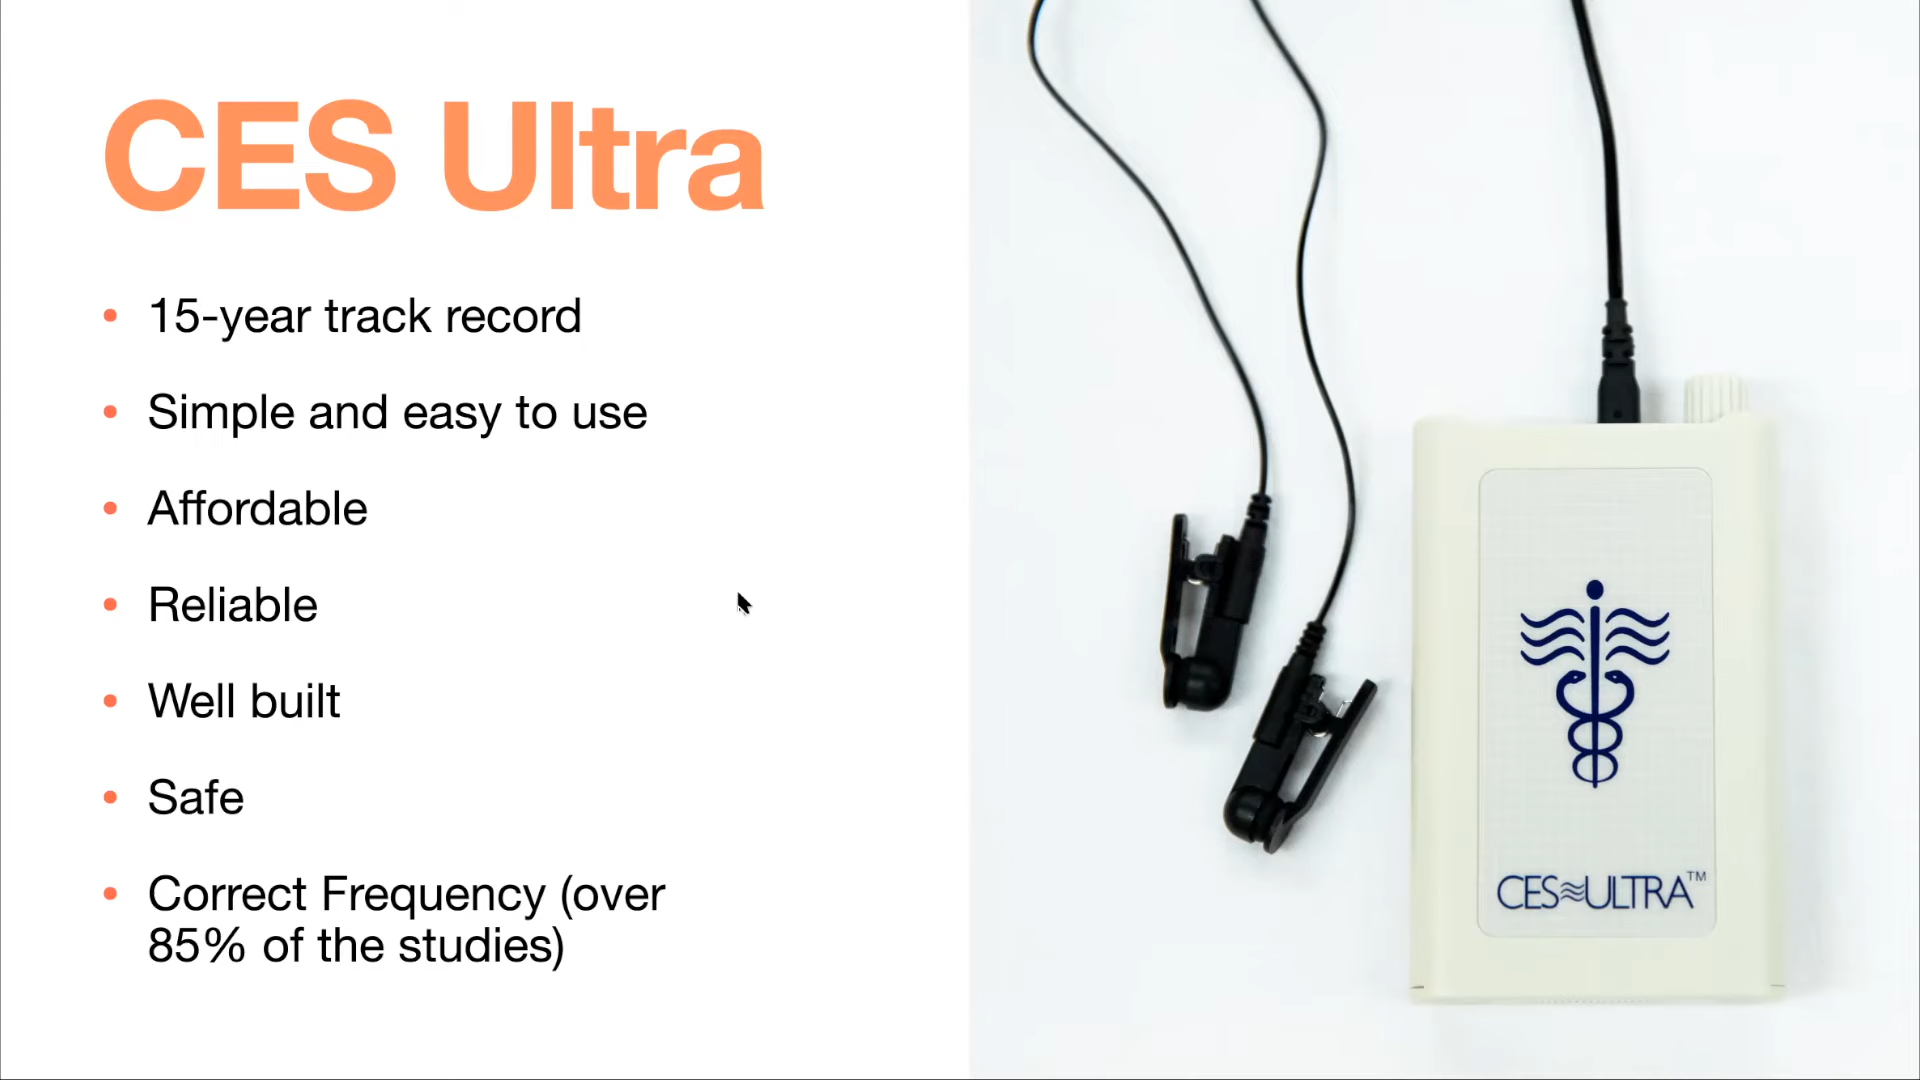 CES Ultra
• 15-year track record
• Simple and easy to use
• Affordable
• Reliable
• Well built
• Safe
• Correct Frequency (over
85% of the studies)
CES≈ULTRA™